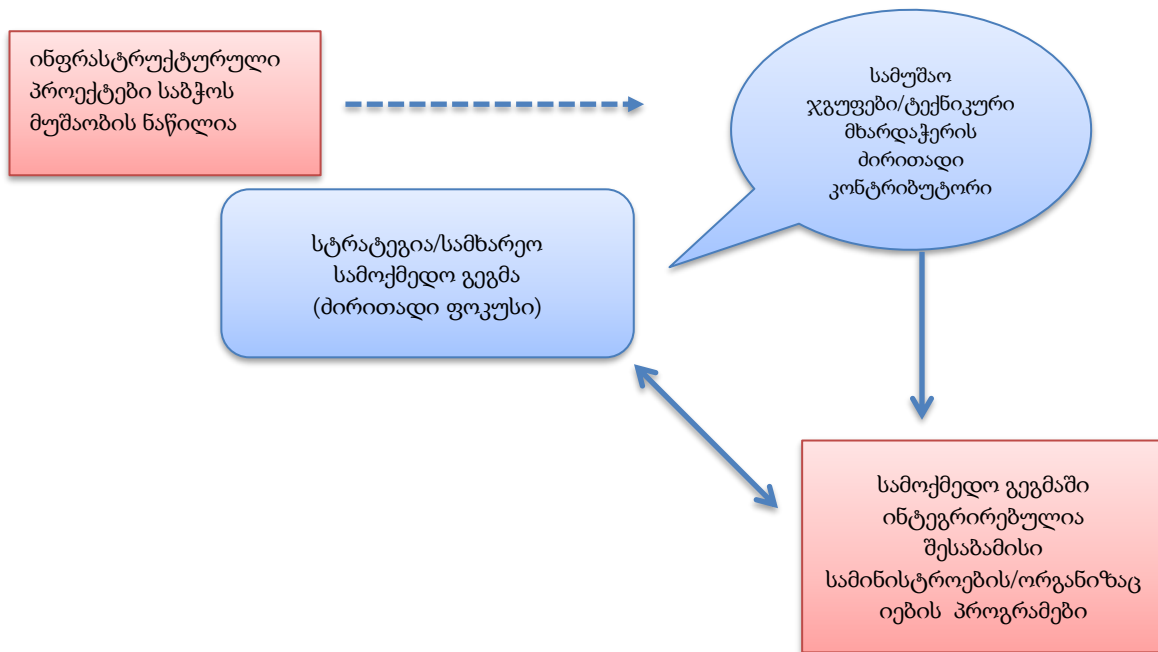 ინფრასტრუქტურული
პროექტები საბჭოს
მუშაობის ნაწილია
სამუშაო
ჯგუფები/ტექნიკური
მხარდაჭერის
ძირითადი
კონტრიბუტორი
სტრატეგია/სამხარეო
სამოქმედო გეგმა
(ძირითადი ფოკუსი)
სამოქმედო გეგმაში
ინტეგრირებულია
შესაბამისი
სამინისტროების/ორგანიზაც
იების პროგრამები